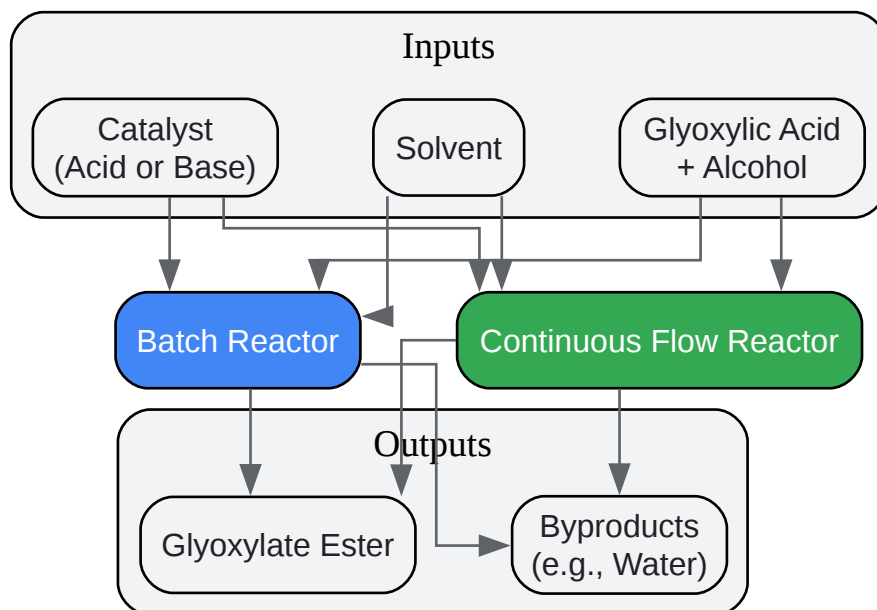 Inputs
Catalyst
(Acid or Base)
Solvent
Glyoxylic Acid
+ Alcohol
Batch Reactor
Continuous Flow Reactor
Outputs
Glyoxylate Ester
Byproducts
(e.g., Water)